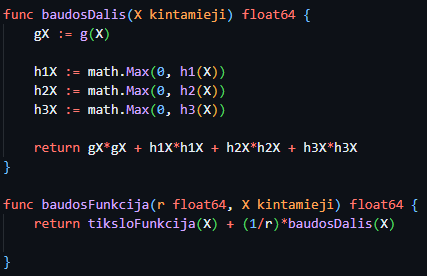 func baudosDalis(X kintamieji) float64 {
    gX := g(X)

    h1X := math.Max(0, h1(X))
    h2X := math.Max(0, h2(X))
    h3X := math.Max(0, h3(X))

    return gX*gX + h1X*h1X + h2X*h2X + h3X*h3X
}

func baudosFunkcija(r float64, X kintamieji) float64 {
    return tiksloFunkcija(X) + (1/r)*baudosDalis(X)

}